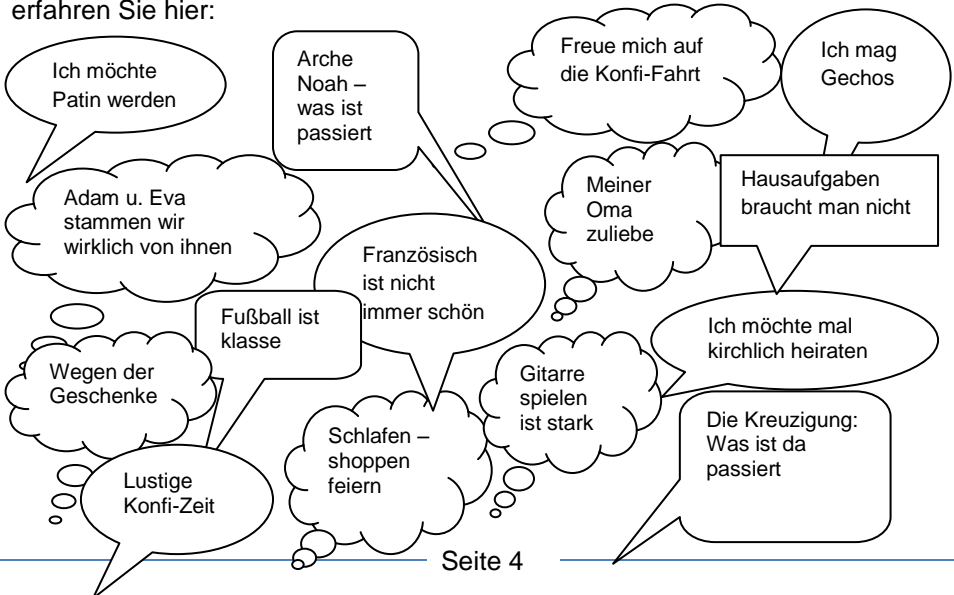 erfahren Sie hier:
Ich möchte
Patin werden
Arche
Noah –
was ist
passiert
Freue mich auf
die Konfi-Fahrt
Ich mag
Gechos
Adam u. Eva
stammen wir
wirklich von ihnen
Meiner
Oma
zuliebe
Hausaufgaben
braucht man nicht
Französisch
ist nicht
immer schön
Fußball ist
klasse
Ich möchte mal
kirchlich heiraten
Wegen der
Geschenke
Gitarre
spielen
ist stark
Die Kreuzigung:
Was ist da
passiert
Schlafen –
shoppen
feiern
Lustige
Konfi-Zeit
Seite 4